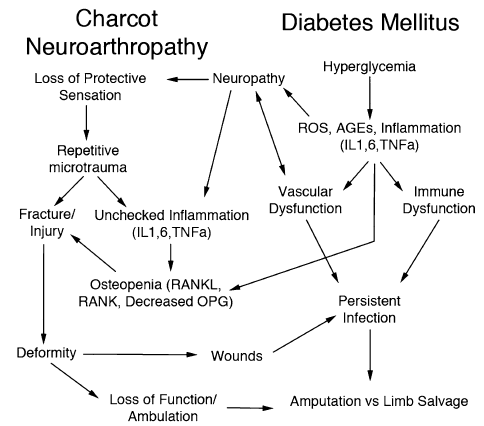 Charcot
Neuroarthropathy
Diabetes Mellitus
Loss of Protective
Sensation
Neuropathy
Hyperglycemia
ROS, AGEs, Inflammation
(IL1,6,TNFa)
Repetitive
microtrauma
Vascular
Dysfunction
Immune
Dysfunction
Fracture/
Injury
Unchecked Inflammation
(IL1,6,TNFa)
Osteopenia (RANKL,
RANK, Decreased OPG)
Persistent
Infection
Deformity
Wounds
Loss of Function/
Ambulation
Amputation vs Limb Salvage